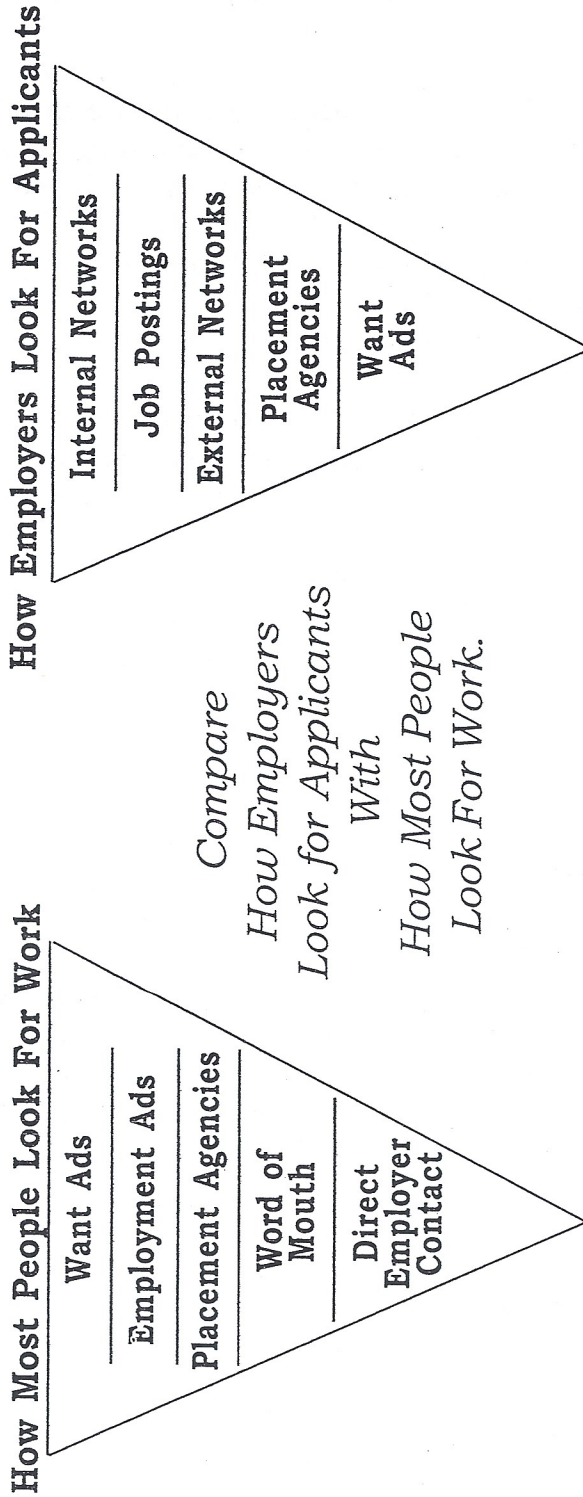 How Most People Look For Work
Want Ads
Employment Ads
Placement Agencies
Word of
Mouth
Direct
Employer
Contact
Compare
How Employers
Look for Applicants
With
How Most People
Look For Work.
How Employers Look For Applicants
Internal Networks
Job Postings
External Networks
Placement
Agencies
Want
Ads